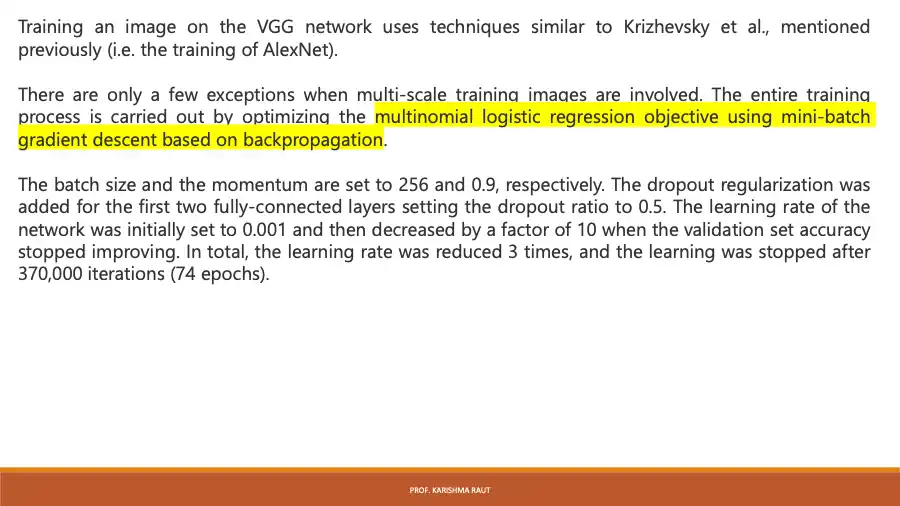 Training an image on the VGG network uses techniques similar to Krizhevsky et al., mentioned
previously (i.e. the training of AlexNet).
There are only a few exceptions when multi-scale training images are involved. The entire training
process is carried out by optimizing the multinomial logistic regression objective using mini-batch
gradient descent based on backpropagation.
The batch size and the momentum are set to 256 and 0.9, respectively. The dropout regularization was
added for the first two fully-connected layers setting the dropout ratio to 0.5. The learning rate of the
network was initially set to 0.001 and then decreased by a factor of 10 when the validation set accuracy
stopped improving. In total, the learning rate was reduced 3 times, and the learning was stopped after
370,000 iterations (74 epochs).
PROF. KARISHMA RAUT